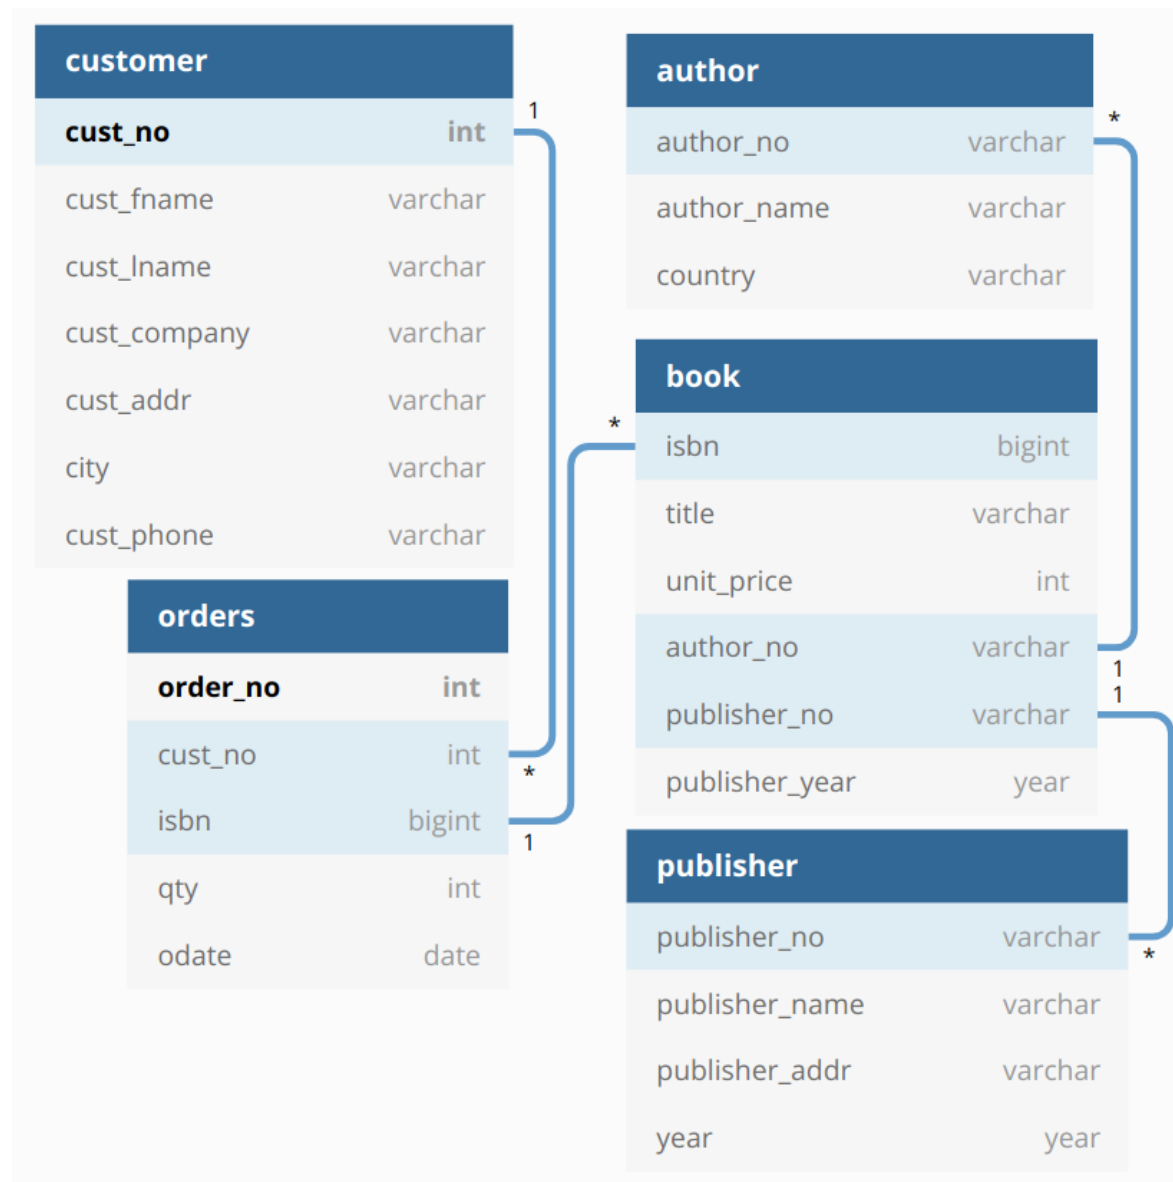 customer
cust_no int
cust_fname varchar
cust_lname varchar
cust_company varchar
cust_addr varchar
city varchar
cust_phone varchar
1
orders
order_no int
cust_no int
isbn bigint
qty int
odate date
*
1
author
author_no varchar
author_name varchar
country varchar
*
book
isbn bigint
title varchar
unit_price int
author_no varchar
publisher_no varchar
publisher_year year
*
1
1
publisher
publisher_no varchar
publisher_name varchar
publisher_addr varchar
year year
*